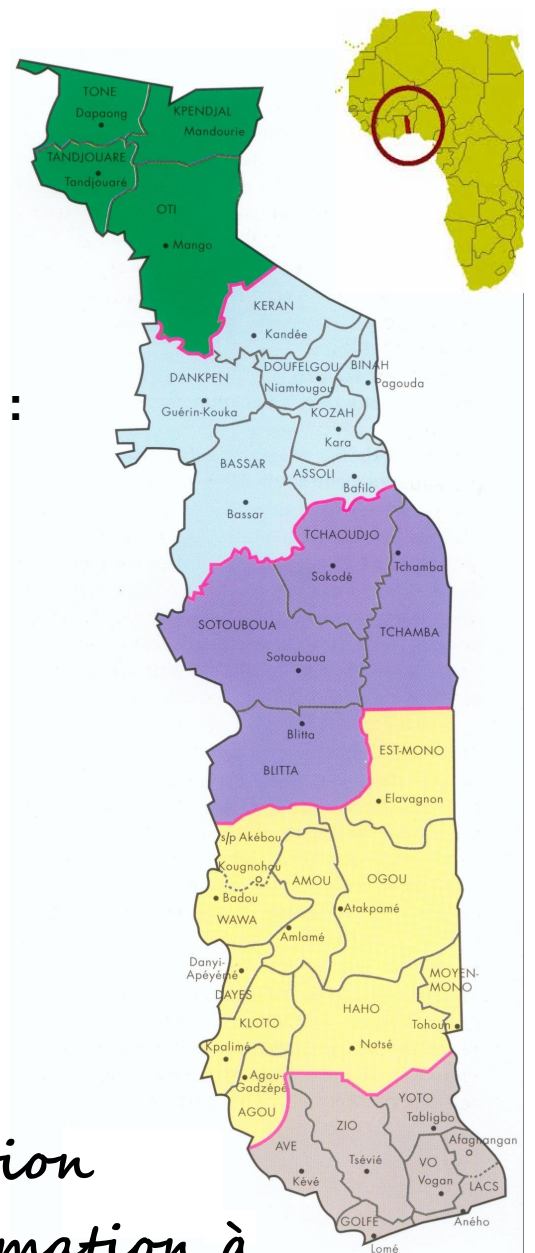 TONE
Dapaong
KPENDJAL
Mandourie
TANDJOUARE
Tandjouaré
OTI
Mango
KERAN
Kandée
DOUFELGOU
Niamtougou
BINAH
Pagouda
DANKPEN
Guérin-Kouka
:
KOZAH
Kara
BASSAR
Bassar
ASSOLI
Bafilo
TCHAOUDJO
Sokodé
Tchamba
TCHAMBA
SOTOUBOUA
Sotouboua
Blitta
BLITTA
EST-MONO
Elavagnon
s/p Akébou
Kougnohou
Badou
WAWA
AMOU
Amlamé
OGOU
Atakpamé
Danyi-
Apéyémé
DAYES
MOYEN-
MONO
Tohoun
HAHO
Notsé
KLOTO
Kpalimé
Agou-
Gadzépé
AGOU
YOTO
Tabligbo
ZIO
Tsévié
AVE
Kévé
Afagnangan
VO
Vogan
LACS
Aného
GOLFE
Lomé
ion
mation à